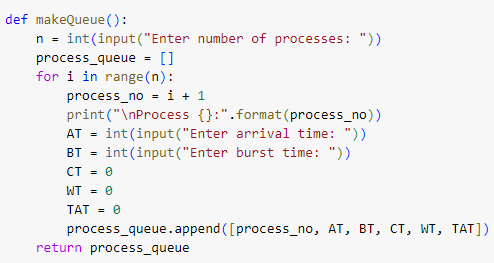 def makeQueue():
    n = int(input("Enter number of processes: "))
    process_queue = []
    for i in range(n):
        process_no = i + 1
        print("\nProcess {}:".format(process_no))
        AT = int(input("Enter arrival time: "))
        BT = int(input("Enter burst time: "))
        CT = 0
        WT = 0
        TAT = 0
        process_queue.append([process_no, AT, BT, CT, WT, TAT])
    return process_queue